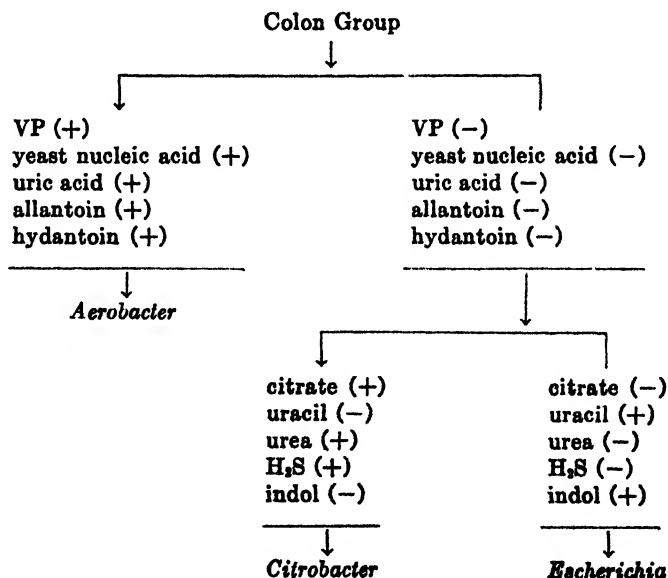 Colon Group
VP (+)
yeast nucleic acid (+)
uric acid (+)
allantoin (+)
hydantoin (+)
Aerobacter
VP (−)
yeast nucleic acid (−)
uric acid (−)
allantoin (−)
hydantoin (−)
citrate (+)
uracil (−)
urea (+)
H₂S (+)
indol (−)
Citrobacter
citrate (−)
uracil (+)
urea (−)
H₂S (−)
indol (+)
Escherichia